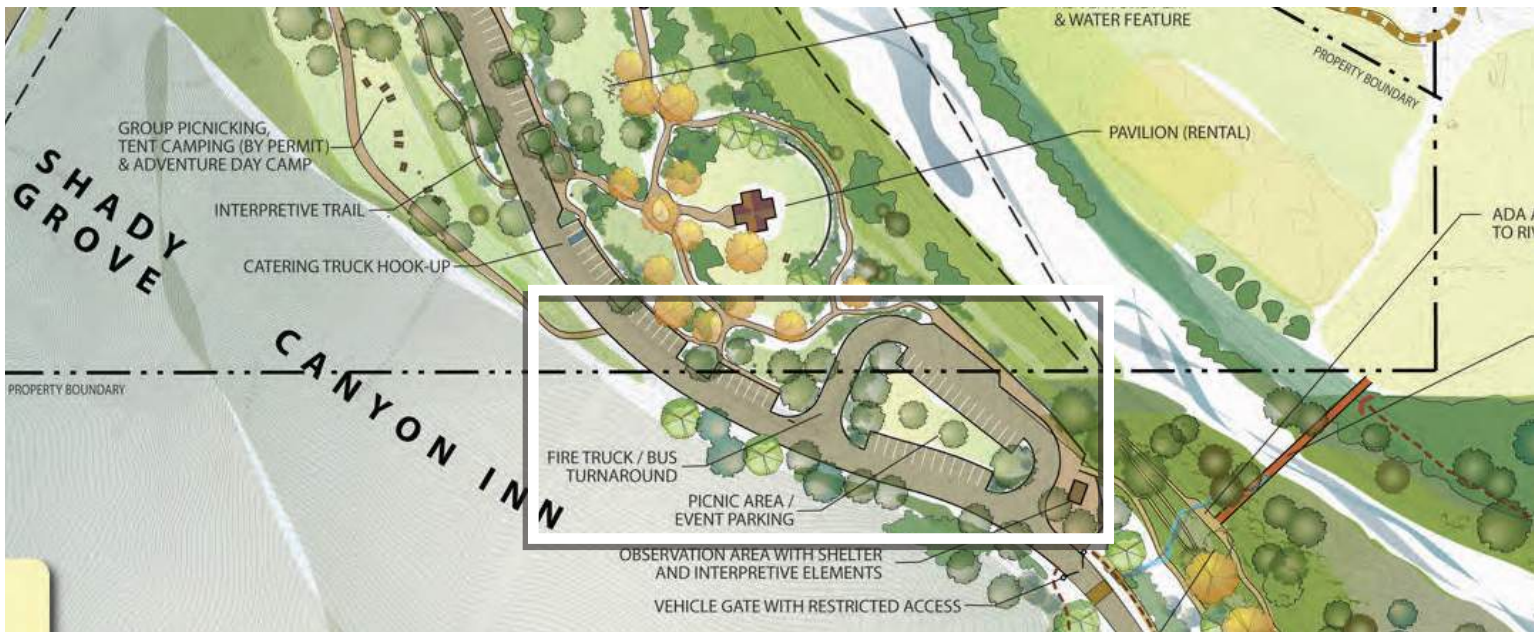 & WATER FEATURE
PROPERTY BOUNDARY
GROUP PICNICKING,
TENT CAMPING (BY PERMIT)
& ADVENTURE DAY CAMP
PAVILION (RENTAL)
SHADY
GROVE
INTERPRETIVE TRAIL
ADA
TO
CATERING TRUCK HOOK-UP
CANYON INN
PROPERTY BOUNDARY
FIRE TRUCK / BUS
TURNAROUND
PICNIC AREA /
EVENT PARKING
OBSERVATION AREA WITH SHELTER
AND INTERPRETIVE ELEMENTS
VEHICLE GATE WITH RESTRICTED ACCESS